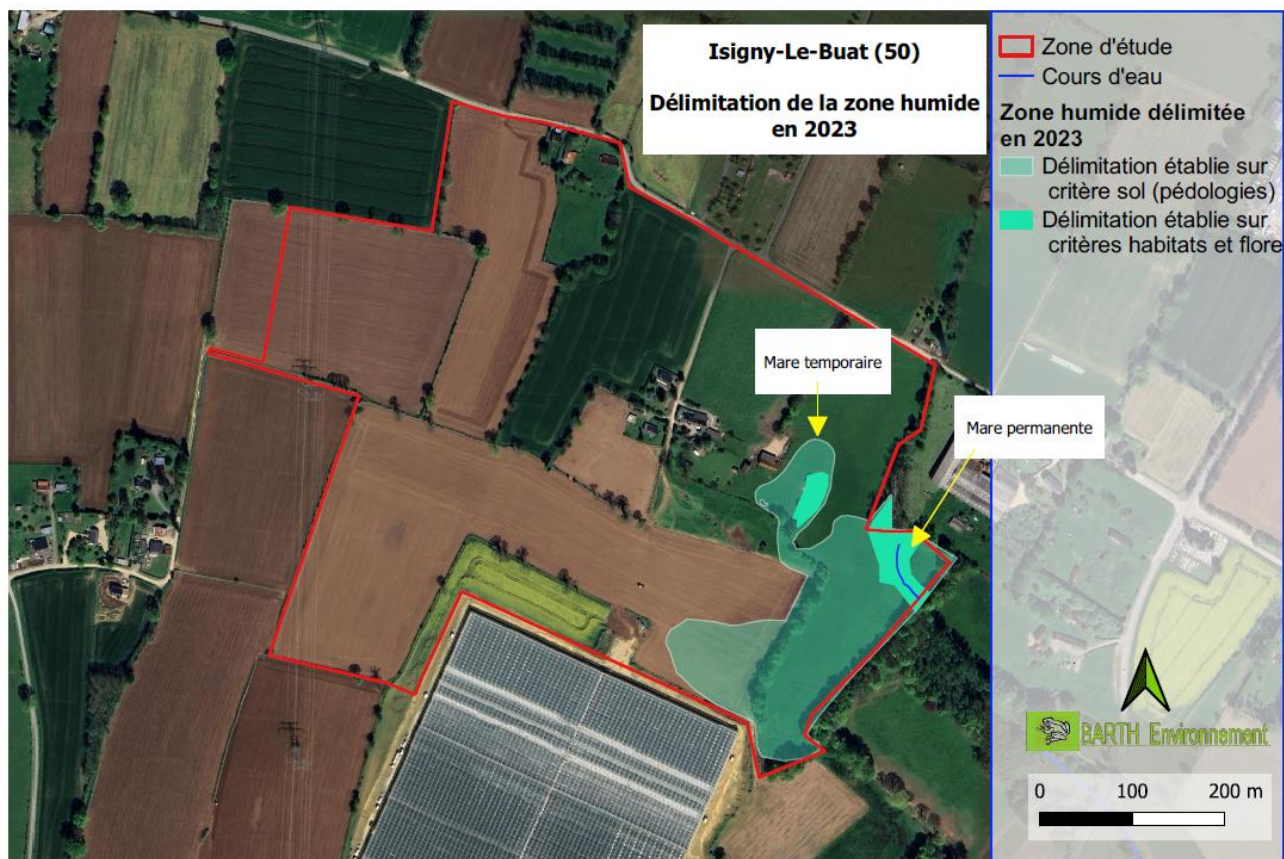 Isigny-Le-Buat (50)
Délimitation de la zone humide
en 2023
Zone d'étude
Cours d'eau
Zone humide délimitée
en 2023
Délimitation établie sur
critère sol (pédologies)
Délimitation établie sur
critères habitats et flore
Mare temporaire
Mare permanente
BARTH Environnement
0 100 200 m